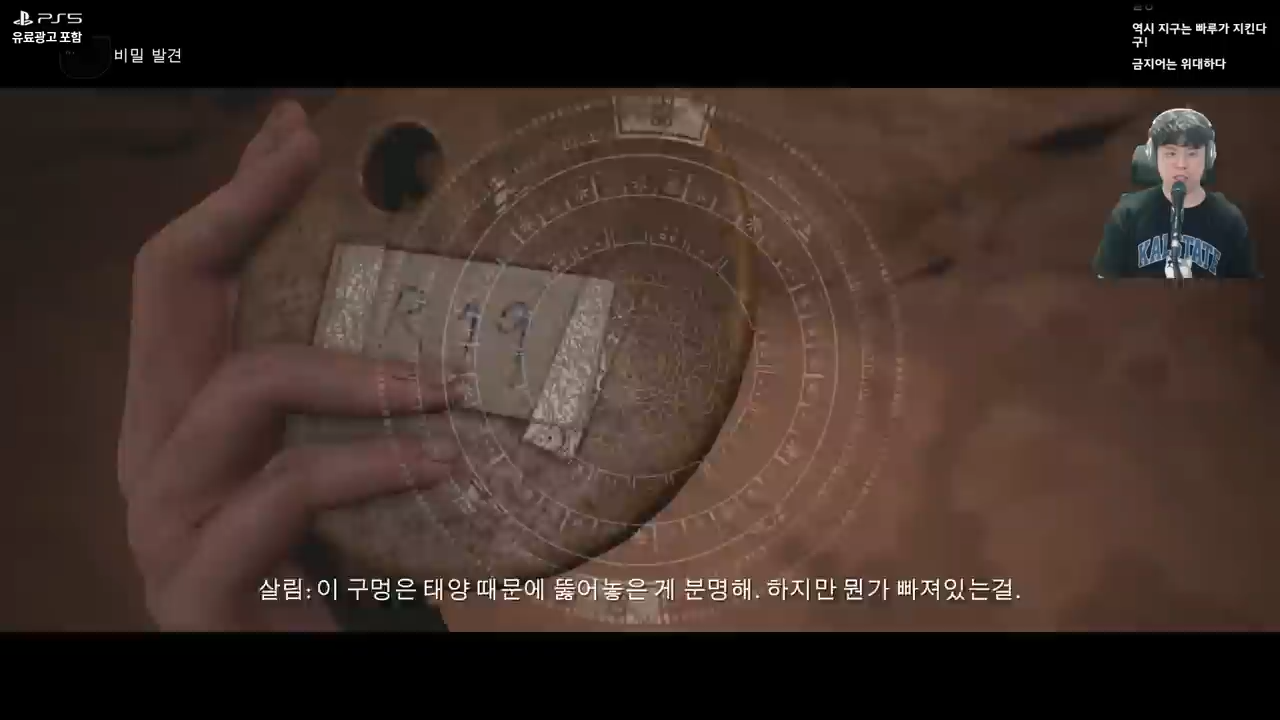 PS5
유료광고 포함
비밀 발견
역시 지구는 빠루가 지킨다
구!
금지어는 위대하다
KALSTATE
R 49
살림: 이 구멍은 태양 때문에 뚫어놓은 게 분명해. 하지만 뭔가 빠져있는걸.